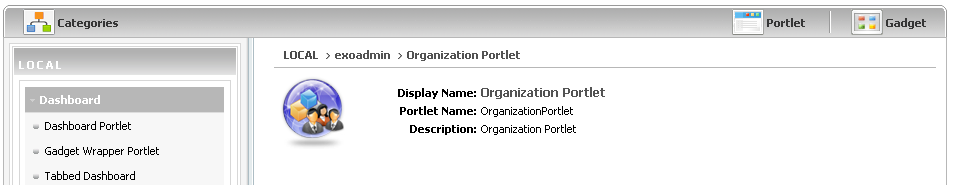 Categories
Portlet
Gadget
LOCAL
Dashboard
Dashboard Portlet
Gadget Wrapper Portlet
Tabbed Dashboard
LOCAL > exoadmin > Organization Portlet
Display Name: Organization Portlet
Portlet Name: OrganizationPortlet
Description: Organization Portlet